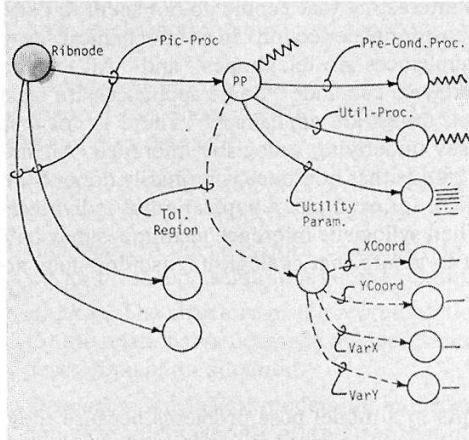 Ribnode
Pic-Proc
PP
Pre-Cond.Proc.
Util-Proc.
Tol.
Region
Utility
Param.
XCoord
YCoord
VarX
VarY